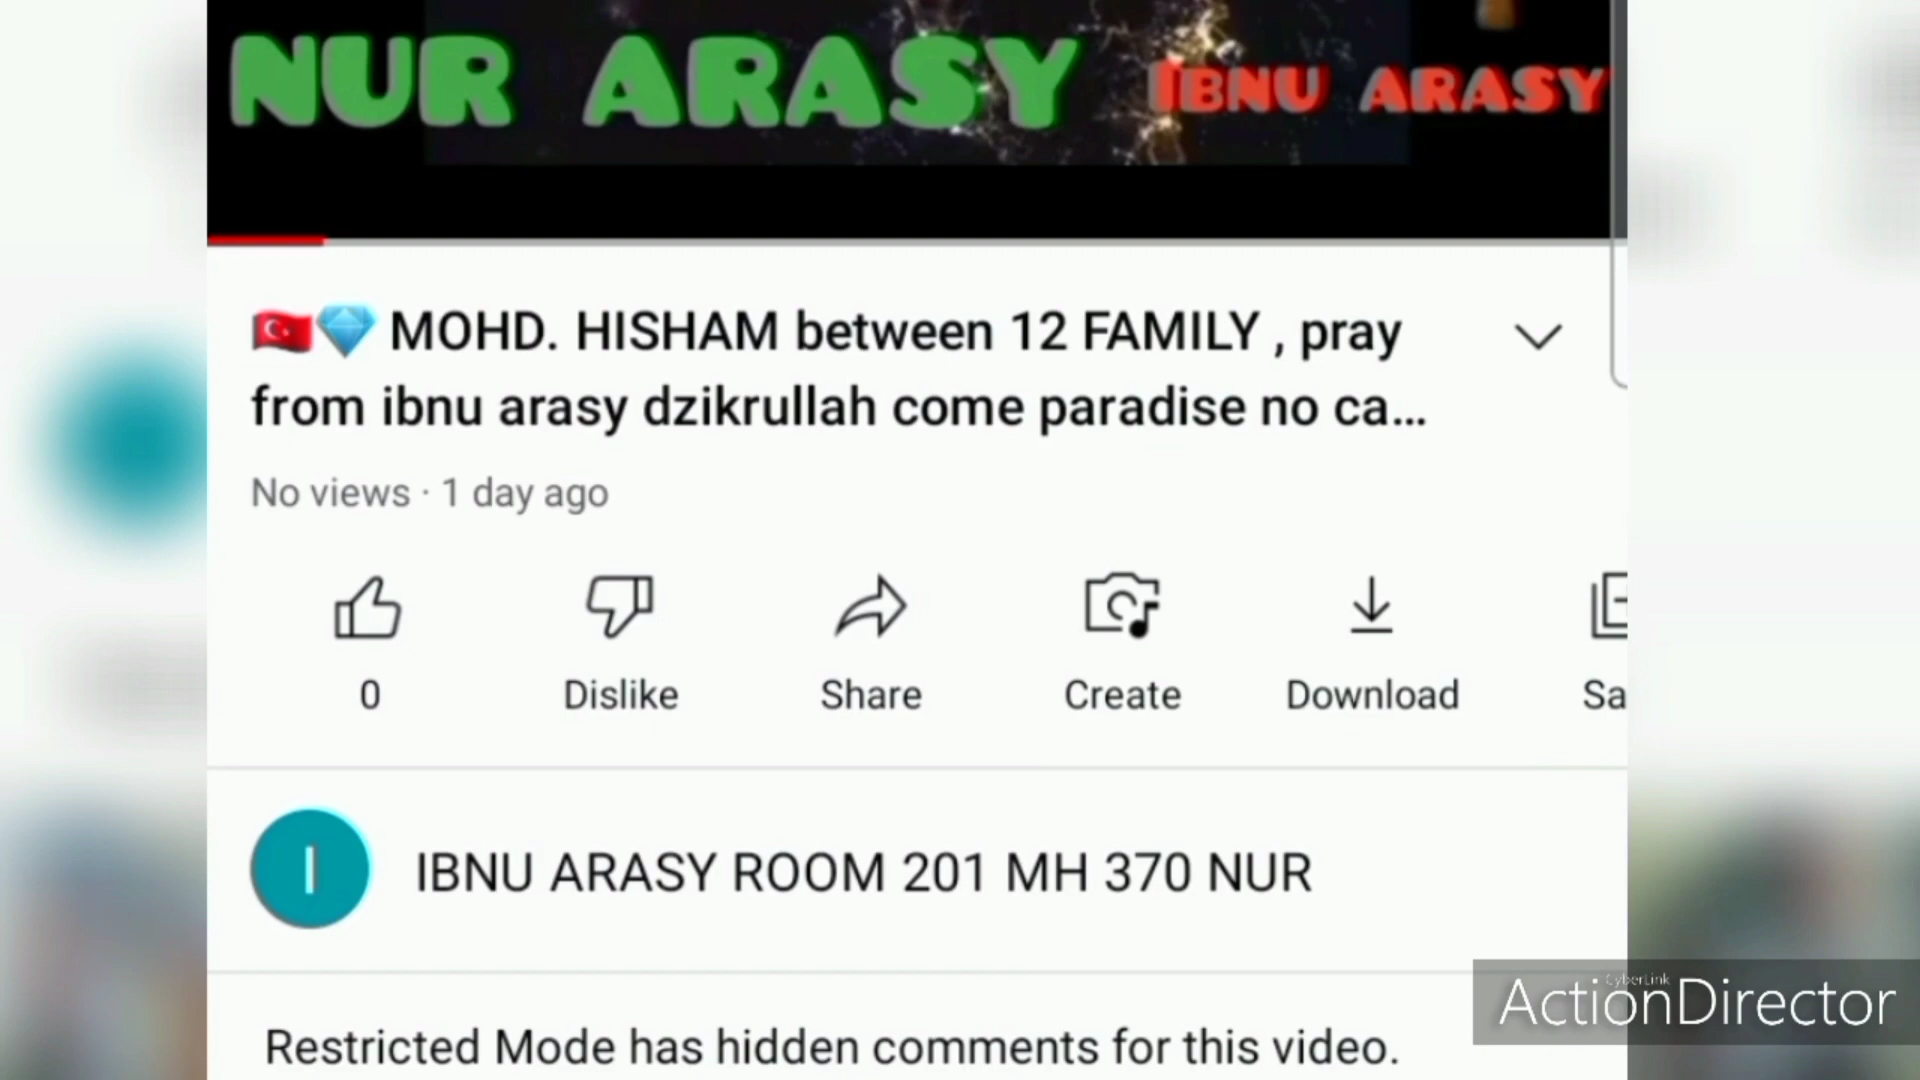 NUR ARASY IBNU ARASY
🇹🇷💎 MOHD. HISHAM between 12 FAMILY , pray
from ibnu arasy dzikrullah come paradise no ca...
No views · 1 day ago
0 Dislike Share Create Download Sa
I IBNU ARASY ROOM 201 MH 370 NUR
Restricted Mode has hidden comments for this video.
CyberLink
ActionDirector